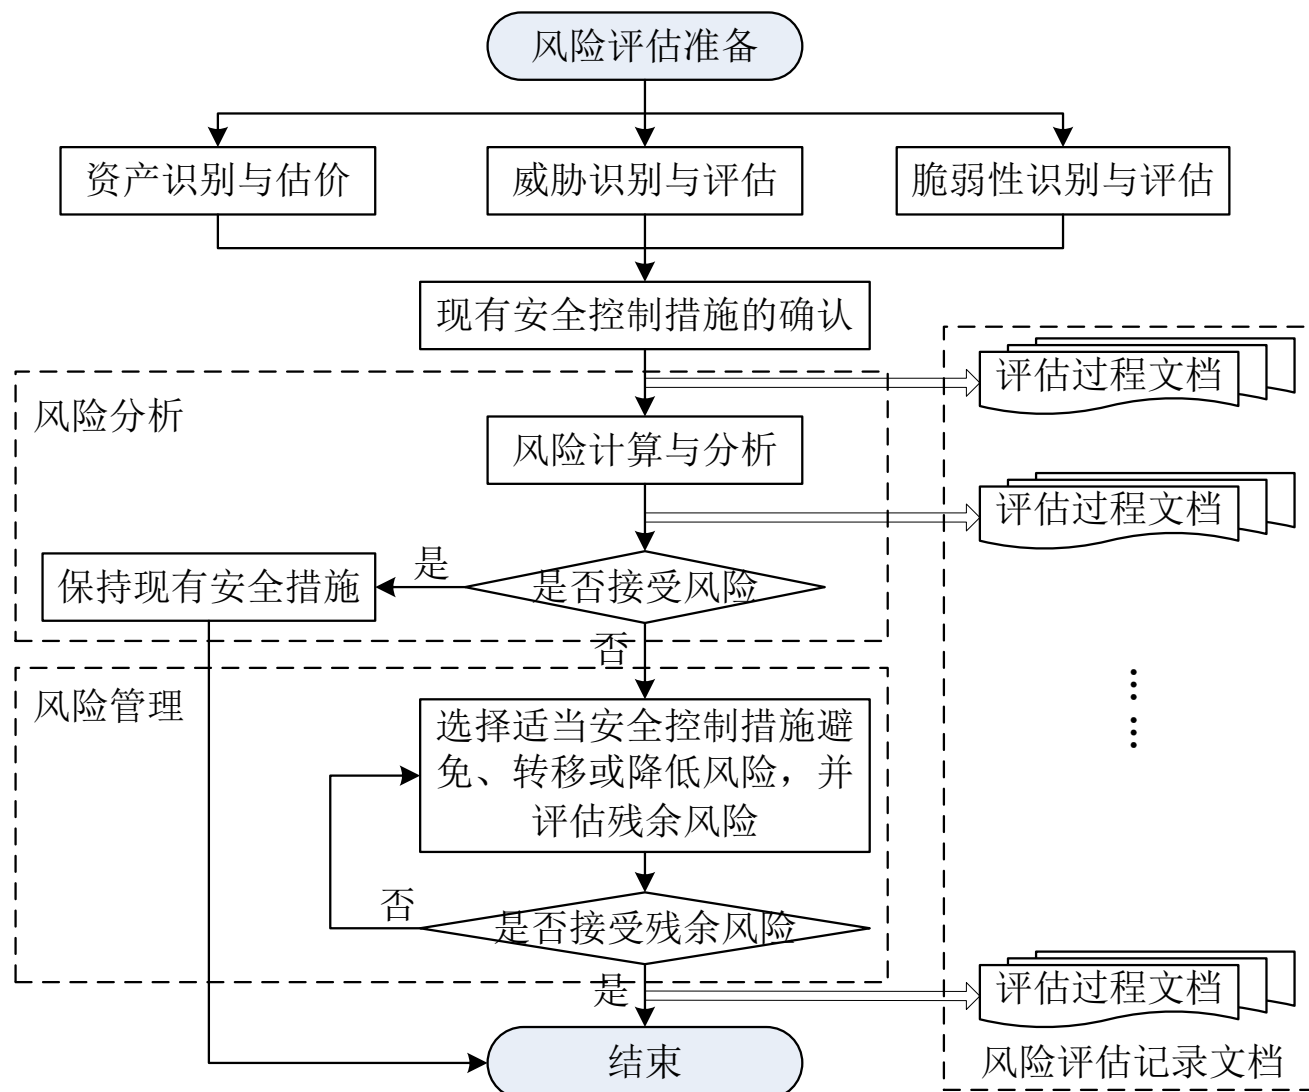 风险评估准备
资产识别与估价
威胁识别与评估
脆弱性识别与评估
现有安全控制措施的确认
评估过程文档
风险分析
风险计算与分析
评估过程文档
是
保持现有安全措施
是否接受风险
否
风险管理
选择适当安全控制措施避
免、转移或降低风险，并
评估残余风险
……
否
是否接受残余风险
是
评估过程文档
结束
风险评估记录文档